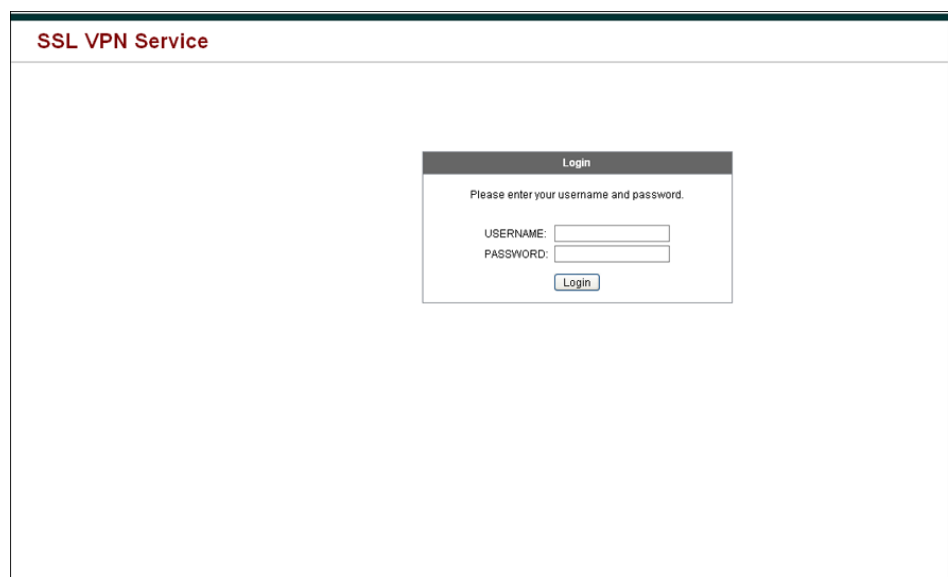 SSL VPN Service
Login
Please enter your username and password.
USERNAME:
PASSWORD:
Login